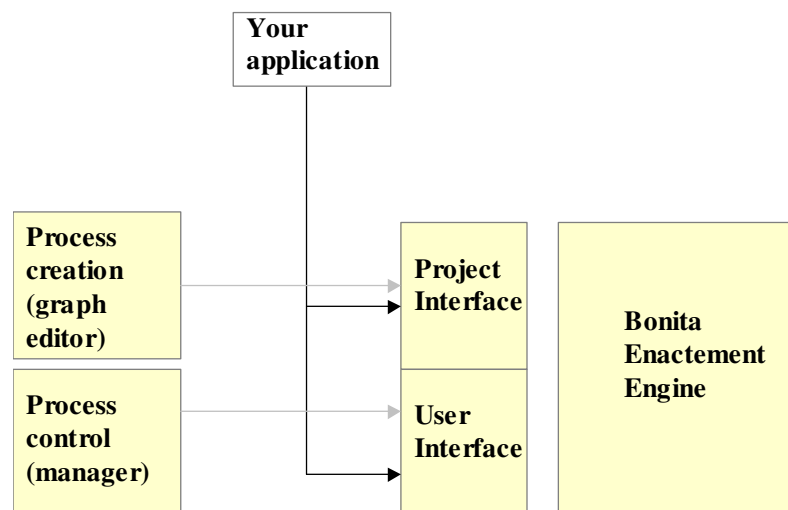 Your
application
Process
creation
(graph
editor)
Project
Interface
Bonita
Enactement
Engine
Process
control
(manager)
User
Interface